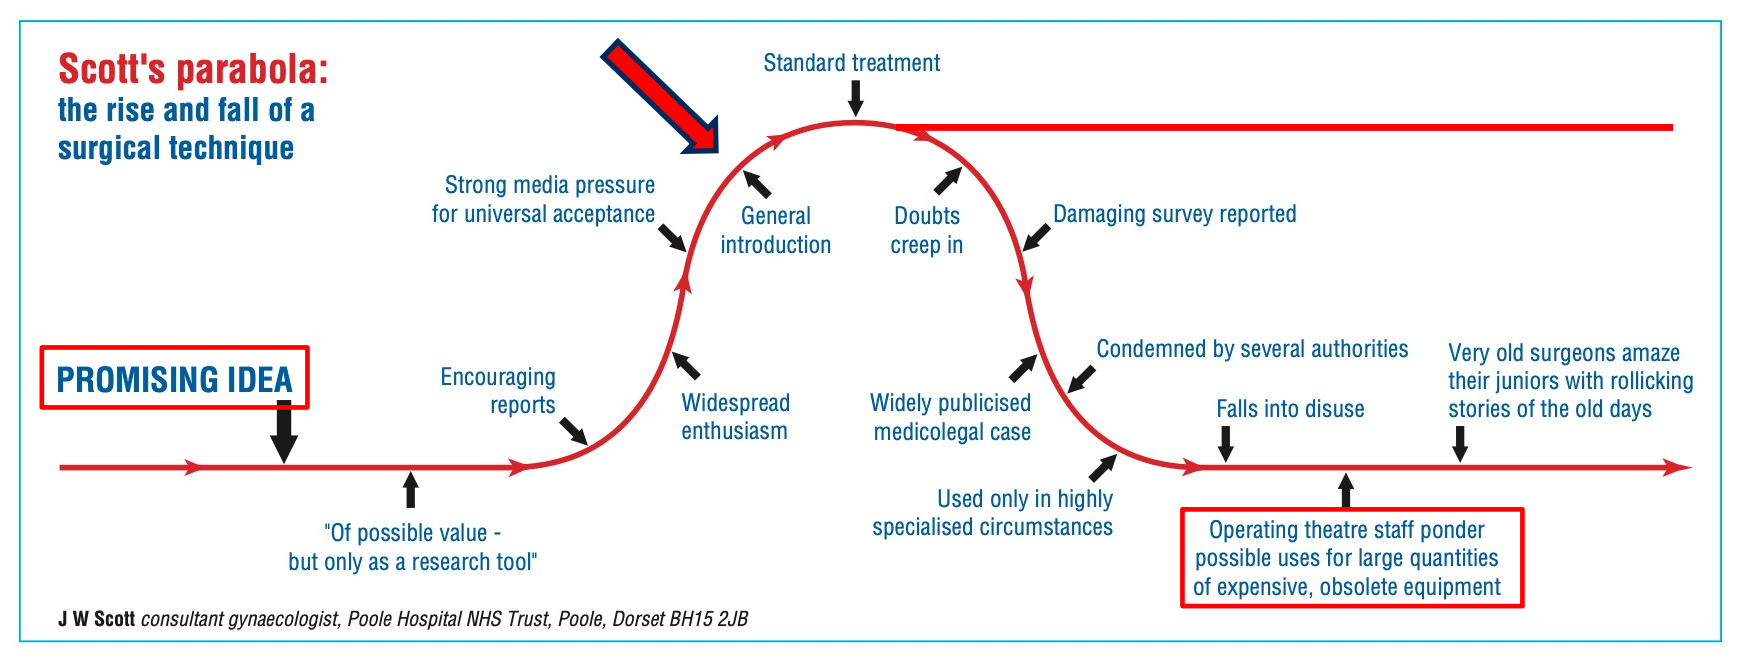 Scott's parabola:
the rise and fall of a
surgical technique
PROMISING IDEA
"Of possible value -
but only as a research tool"
Encouraging
reports
Widespread
enthusiasm
Strong media pressure
for universal acceptance
General
introduction
Standard treatment
Doubts
creep in
Damaging survey reported
Widely publicised
medicolegal case
Condemned by several authorities
Used only in highly
specialised circumstances
Falls into disuse
Operating theatre staff ponder
possible uses for large quantities
of expensive, obsolete equipment
Very old surgeons amaze
their juniors with rollicking
stories of the old days
J W Scott consultant gynaecologist, Poole Hospital NHS Trust, Poole, Dorset BH15 2JB